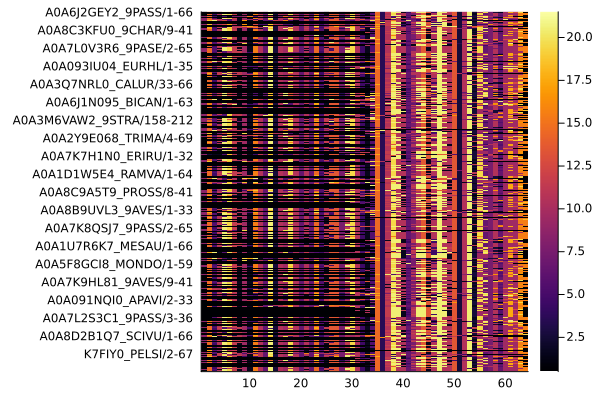 A0A6J2GEY2_9PASS/1-66
A0A8C3KFU0_9CHAR/9-41
A0A7L0V3R6_9PASE/2-65
A0A093IU04_EURHL/1-35
A0A3Q7NRL0_CALUR/33-66
A0A6J1N095_BICAN/1-63
A0A3M6VAW2_9STRA/158-212
A0A2Y9E068_TRIMA/4-69
A0A7K7H1N0_ERIRU/1-32
A0A1D1W5E4_RAMVA/1-64
A0A8C9A5T9_PROSS/8-41
A0A8B9UVL3_9AVES/1-33
A0A7K8QSJ7_9PASS/2-65
A0A1U7R6K7_MESAU/1-66
A0A5F8GCI8_MONDO/1-59
A0A7K9HL81_9AVES/9-41
A0A091NQI0_APAVI/2-33
A0A7L2S3C1_9PASS/3-36
A0A8D2B1Q7_SCIVU/1-66
K7FIY0_PELSI/2-67
10 20 30 40 50 60
20.0
17.5
15.0
12.5
10.0
7.5
5.0
2.5